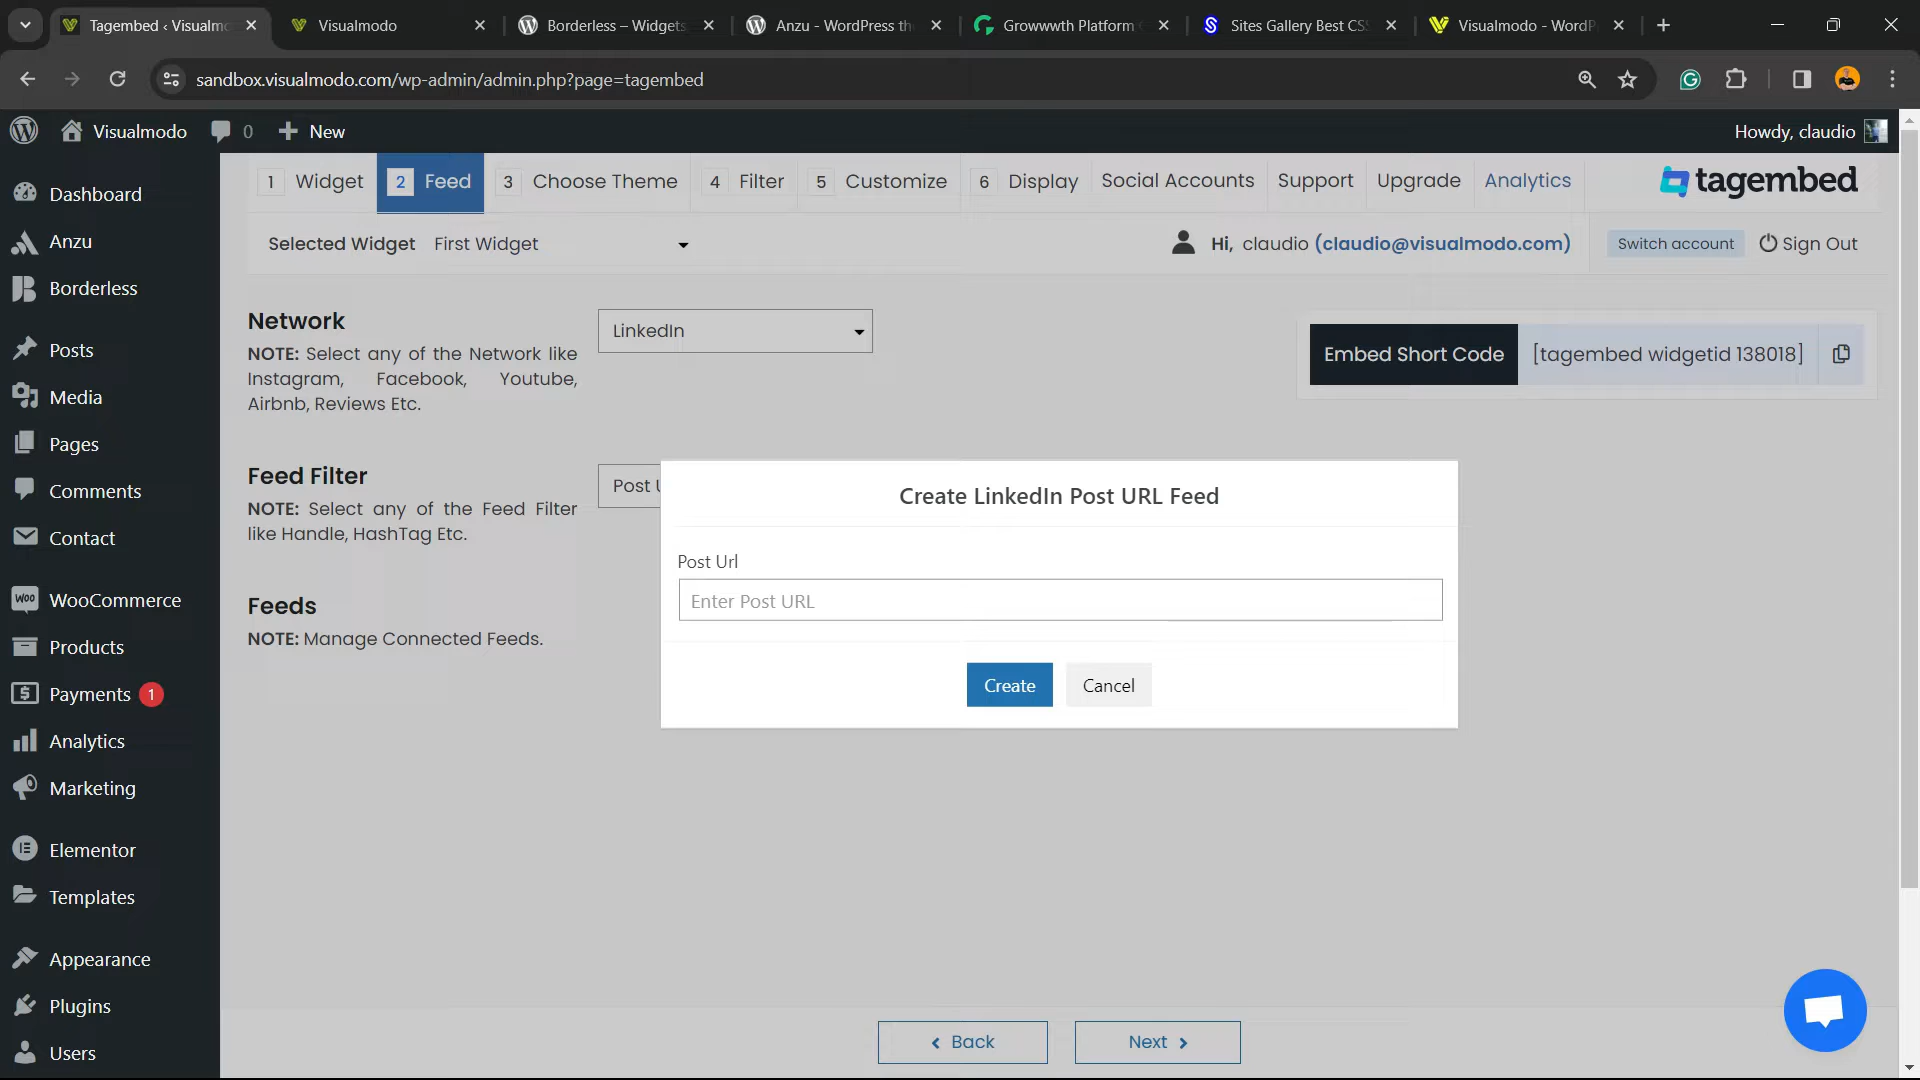 Tagembed ‹ Visualmo
Visualmodo
Borderless – Widgets
Anzu - WordPress th
Growwwth Platform
Sites Gallery Best CS
Visualmodo - WordP
sandbox.visualmodo.com/wp-admin/admin.php?page=tagembed
Visualmodo
0
New
Howdy, claudio
Dashboard
Anzu
Borderless
Posts
Media
Pages
Comments
Contact
WooCommerce
Products
Payments 1
Analytics
Marketing
Elementor
Templates
Appearance
Plugins
Users
1 Widget
2 Feed
3 Choose Theme
4 Filter
5 Customize
6 Display
Social Accounts
Support
Upgrade
Analytics
tagembed
Selected Widget
First Widget
Hi, claudio (claudio@visualmodo.com)
Switch account
Sign Out
Network
NOTE: Select any of the Network like
Instagram, Facebook, Youtube,
Airbnb, Reviews Etc.
LinkedIn
Embed Short Code
[tagembed widgetid 138018]
Feed Filter
NOTE: Select any of the Feed Filter
like Handle, HashTag Etc.
Post U
Feeds
NOTE: Manage Connected Feeds.
Create LinkedIn Post URL Feed
Post Url
Enter Post URL
Create
Cancel
Back
Next